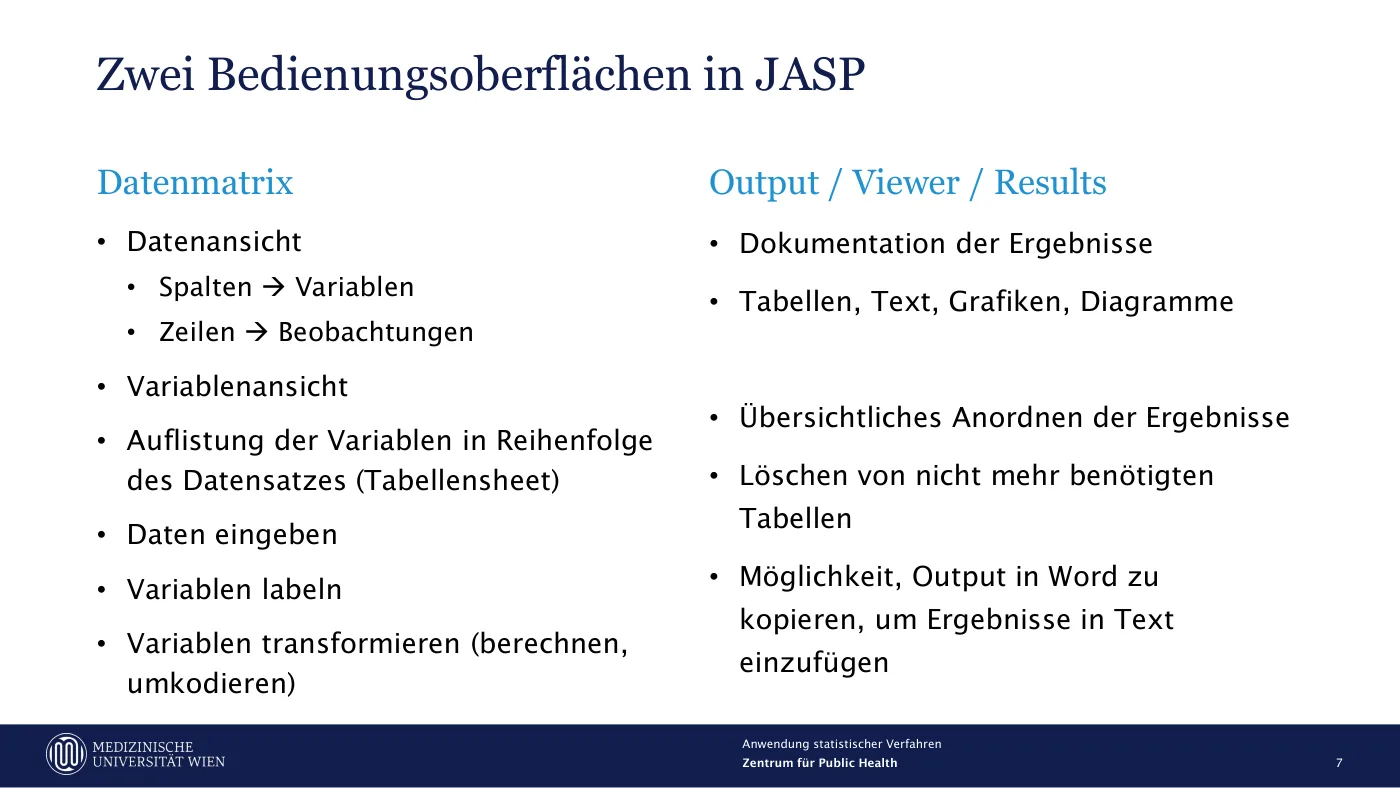 Zwei Bedienungsoberflächen in JASP
Datenmatrix
• Datenansicht
• Spalten → Variablen
• Zeilen → Beobachtungen
• Variablenansicht
• Auflistung der Variablen in Reihenfolge
des Datensatzes (Tabellensheet)
• Daten eingeben
• Variablen labeln
• Variablen transformieren (berechnen,
umkodieren)
Output / Viewer / Results
• Dokumentation der Ergebnisse
• Tabellen, Text, Grafiken, Diagramme
• Übersichtliches Anordnen der Ergebnisse
• Löschen von nicht mehr benötigten
Tabellen
• Möglichkeit, Output in Word zu
kopieren, um Ergebnisse in Text
einzufügen
MEDIZINISCHE
UNIVERSITÄT WIEN
Anwendung statistischer Verfahren
Zentrum für Public Health
7